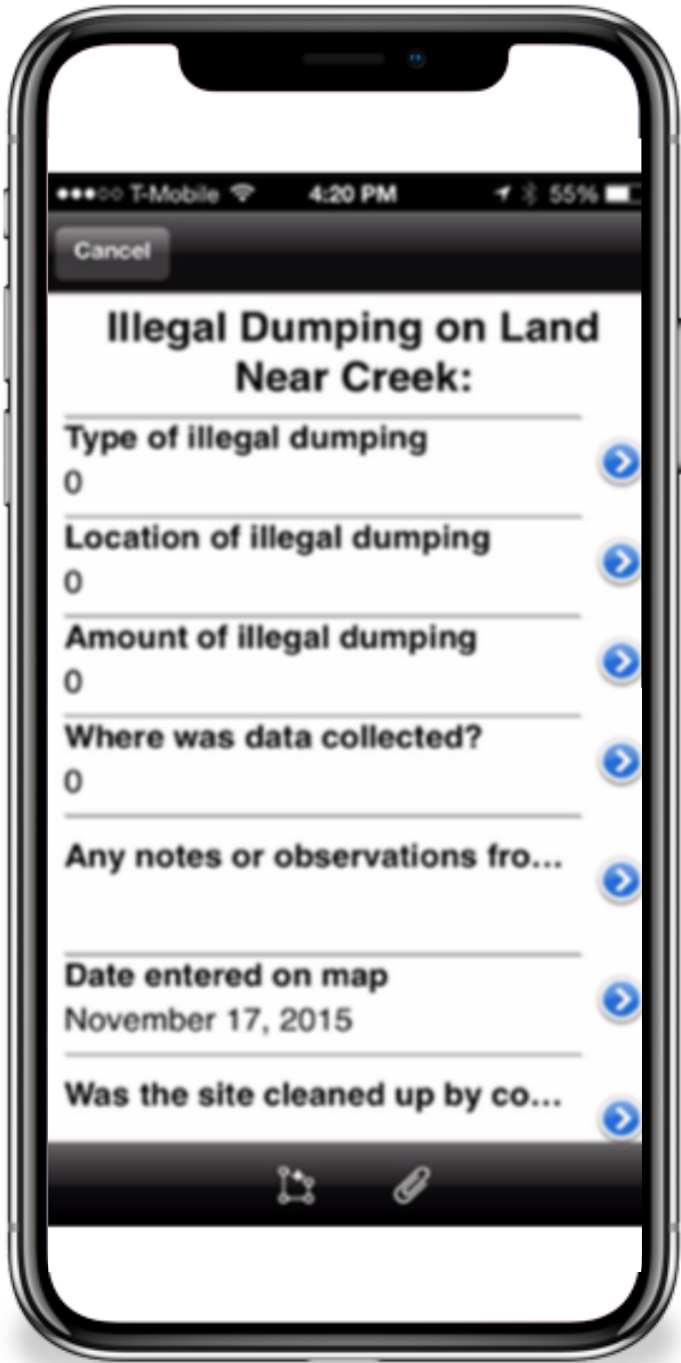 T-Mobile 4:20 PM 55%
Cancel
Illegal Dumping on Land
Near Creek:
Type of illegal dumping
0
Location of illegal dumping
0
Amount of illegal dumping
0
Where was data collected?
0
Any notes or observations fro...
Date entered on map
November 17, 2015
Was the site cleaned up by co...